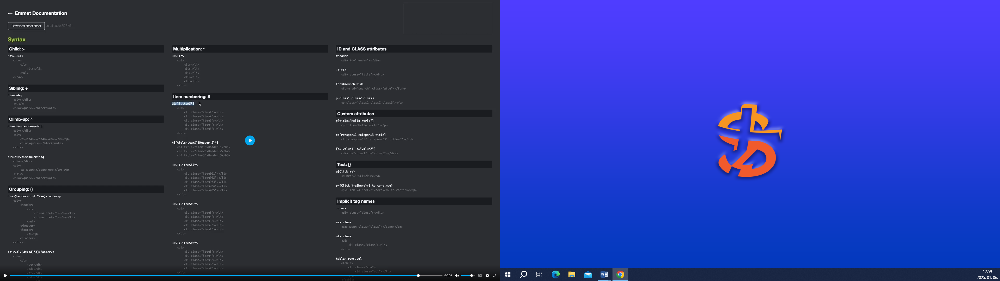 ← Emmet Documentation
Download cheat sheet as printable PDF A5
Syntax
Child: >
nav>ul>li
<nav>
<ul>
<li></li>
</ul>
</nav>
Sibling: +
div+p+bq
<div></div>
<p></p>
<blockquote></blockquote>
Climb-up: ^
div+div>p>span+em^bq
<div></div>
<div>
<p><span></span><em></em></p>
<blockquote></blockquote>
</div>
div+div>p>span+em^^bq
<div></div>
<div>
<p><span></span><em></em></p>
</div>
<blockquote></blockquote>
Grouping: ()
div>(header>ul>li*2>a)+footer>p
<div>
<header>
<ul>
<li><a href=""></a></li>
<li><a href=""></a></li>
</ul>
</header>
<footer>
<p></p>
</footer>
</div>
(div>dl>(dt+dd)*3)+footer>p
<div>
<dl>
<dt></dt>
<dd></dd>
<dt></dt>
<dd></dd>
Multiplication: *
ul>li*5
<ul>
<li></li>
<li></li>
<li></li>
<li></li>
<li></li>
</ul>
Item numbering: $
ul>li.item$*5
<ul>
<li class="item1"></li>
<li class="item2"></li>
<li class="item3"></li>
<li class="item4"></li>
<li class="item5"></li>
</ul>
h$[title=item$]{Header $}*3
<h1 title="item1">Header 1</h1>
<h2 title="item2">Header 2</h2>
<h3 title="item3">Header 3</h3>
ul>li.item$$$*5
<ul>
<li class="item001"></li>
<li class="item002"></li>
<li class="item003"></li>
<li class="item004"></li>
<li class="item005"></li>
</ul>
ul>li.item$@-*5
<ul>
<li class="item5"></li>
<li class="item4"></li>
<li class="item3"></li>
<li class="item2"></li>
<li class="item1"></li>
</ul>
ul>li.item$@3*5
<ul>
<li class="item3"></li>
<li class="item4"></li>
<li class="item5"></li>
<li class="item6"></li>
<li class="item7"></li>
</ul>
ID and CLASS attributes
#header
<div id="header"></div>
.title
<div class="title"></div>
form#search.wide
<form id="search" class="wide"></form>
p.class1.class2.class3
<p class="class1 class2 class3"></p>
Custom attributes
p[title="Hello world"]
<p title="Hello world"></p>
td[rowspan=2 colspan=3 title]
<td rowspan="2" colspan="3" title=""></td>
[a='value1' b="value2"]
<div a="value1" b="value2"></div>
Text: {}
a{Click me}
<a href="">Click me</a>
p>{Click }+a{here}+{ to continue}
<p>Click <a href="">here</a> to continue</p>
Implicit tag names
.class
<div class="class"></div>
em>.class
<em><span class="class"></span></em>
ul>.class
<ul>
<li class="class"></li>
</ul>
table>.row>.col
<table>
<tr class="row">
<td class="col"></td>
-00:04
12:59
2025. 01. 06.